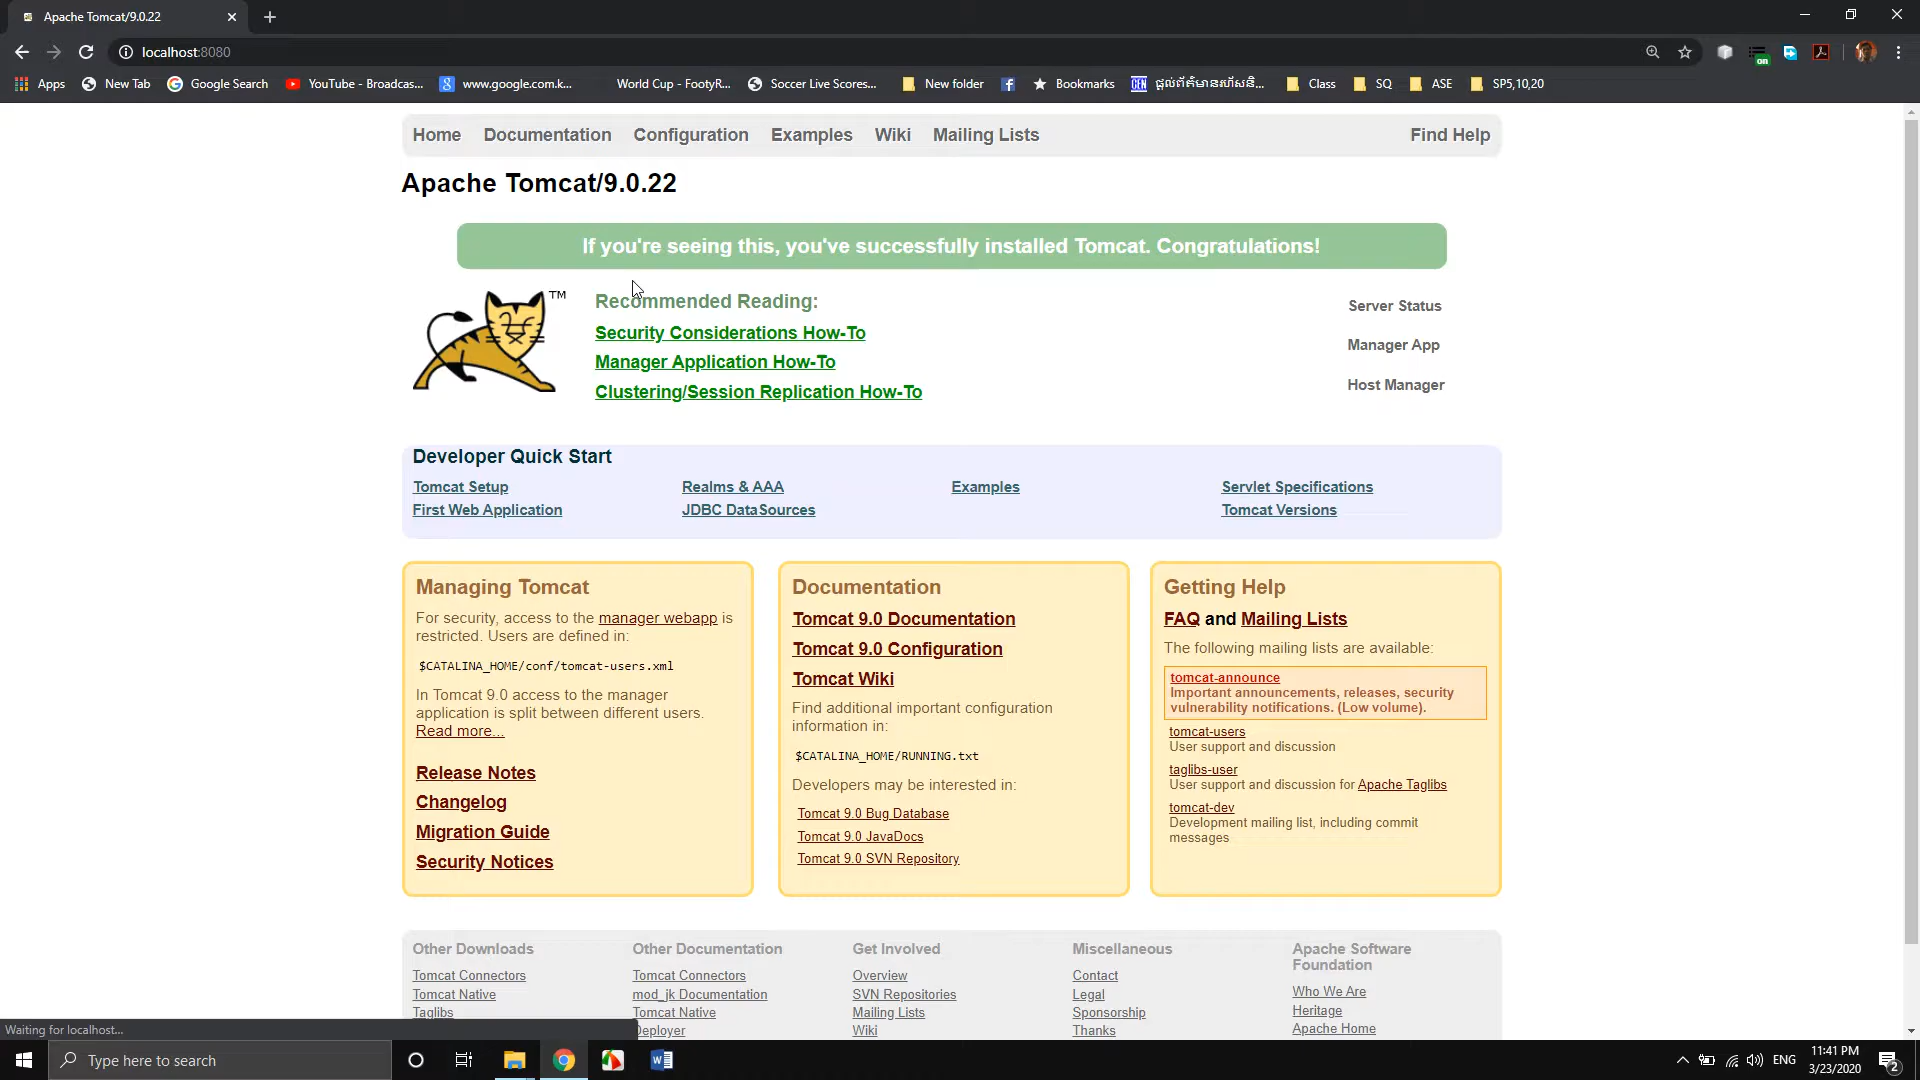 Apache Tomcat/9.0.22
localhost:8080
Apps New Tab Google Search YouTube - Broadcas... www.google.com.k... World Cup - FootyR... Soccer Live Scores... New folder Bookmarks CEN ផ្តល់ព័ត៌មានរហ័សនិ... Class SQ ASE SP5,10,20
on
Home Documentation Configuration Examples Wiki Mailing Lists Find Help
Apache Tomcat/9.0.22
If you're seeing this, you've successfully installed Tomcat. Congratulations!
TM
Recommended Reading:
Security Considerations How-To
Manager Application How-To
Clustering/Session Replication How-To
Server Status
Manager App
Host Manager
Developer Quick Start
Tomcat Setup
First Web Application
Realms & AAA
JDBC DataSources
Examples
Servlet Specifications
Tomcat Versions
Managing Tomcat
For security, access to the manager webapp is
restricted. Users are defined in:
$CATALINA_HOME/conf/tomcat-users.xml
In Tomcat 9.0 access to the manager
application is split between different users.
Read more...
Release Notes
Changelog
Migration Guide
Security Notices
Documentation
Tomcat 9.0 Documentation
Tomcat 9.0 Configuration
Tomcat Wiki
Find additional important configuration
information in:
$CATALINA_HOME/RUNNING.txt
Developers may be interested in:
Tomcat 9.0 Bug Database
Tomcat 9.0 JavaDocs
Tomcat 9.0 SVN Repository
Getting Help
FAQ and Mailing Lists
The following mailing lists are available:
tomcat-announce
Important announcements, releases, security
vulnerability notifications. (Low volume).
tomcat-users
User support and discussion
taglibs-user
User support and discussion for Apache Taglibs
tomcat-dev
Development mailing list, including commit
messages
Other Downloads
Tomcat Connectors
Tomcat Native
Taglibs
Other Documentation
Tomcat Connectors
mod_jk Documentation
Tomcat Native
Deployer
Get Involved
Overview
SVN Repositories
Mailing Lists
Wiki
Miscellaneous
Contact
Legal
Sponsorship
Thanks
Apache Software
Foundation
Who We Are
Heritage
Apache Home
Waiting for localhost...
Type here to search
ENG
11:41 PM
3/23/2020
2